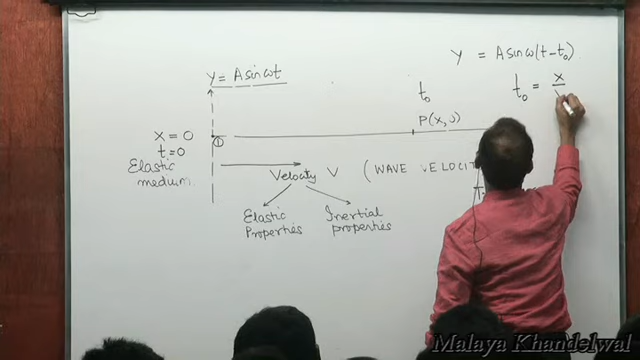 y = A sin ω(t - t₀)
y = A sin ωt
t₀ = x
t₀
P(x, )
x = 0
t = 0
①
Elastic
medium.
Velocity V (WAVE VELOCIT
Elastic
Properties
Inertial
properties
Malaya Khandelwal